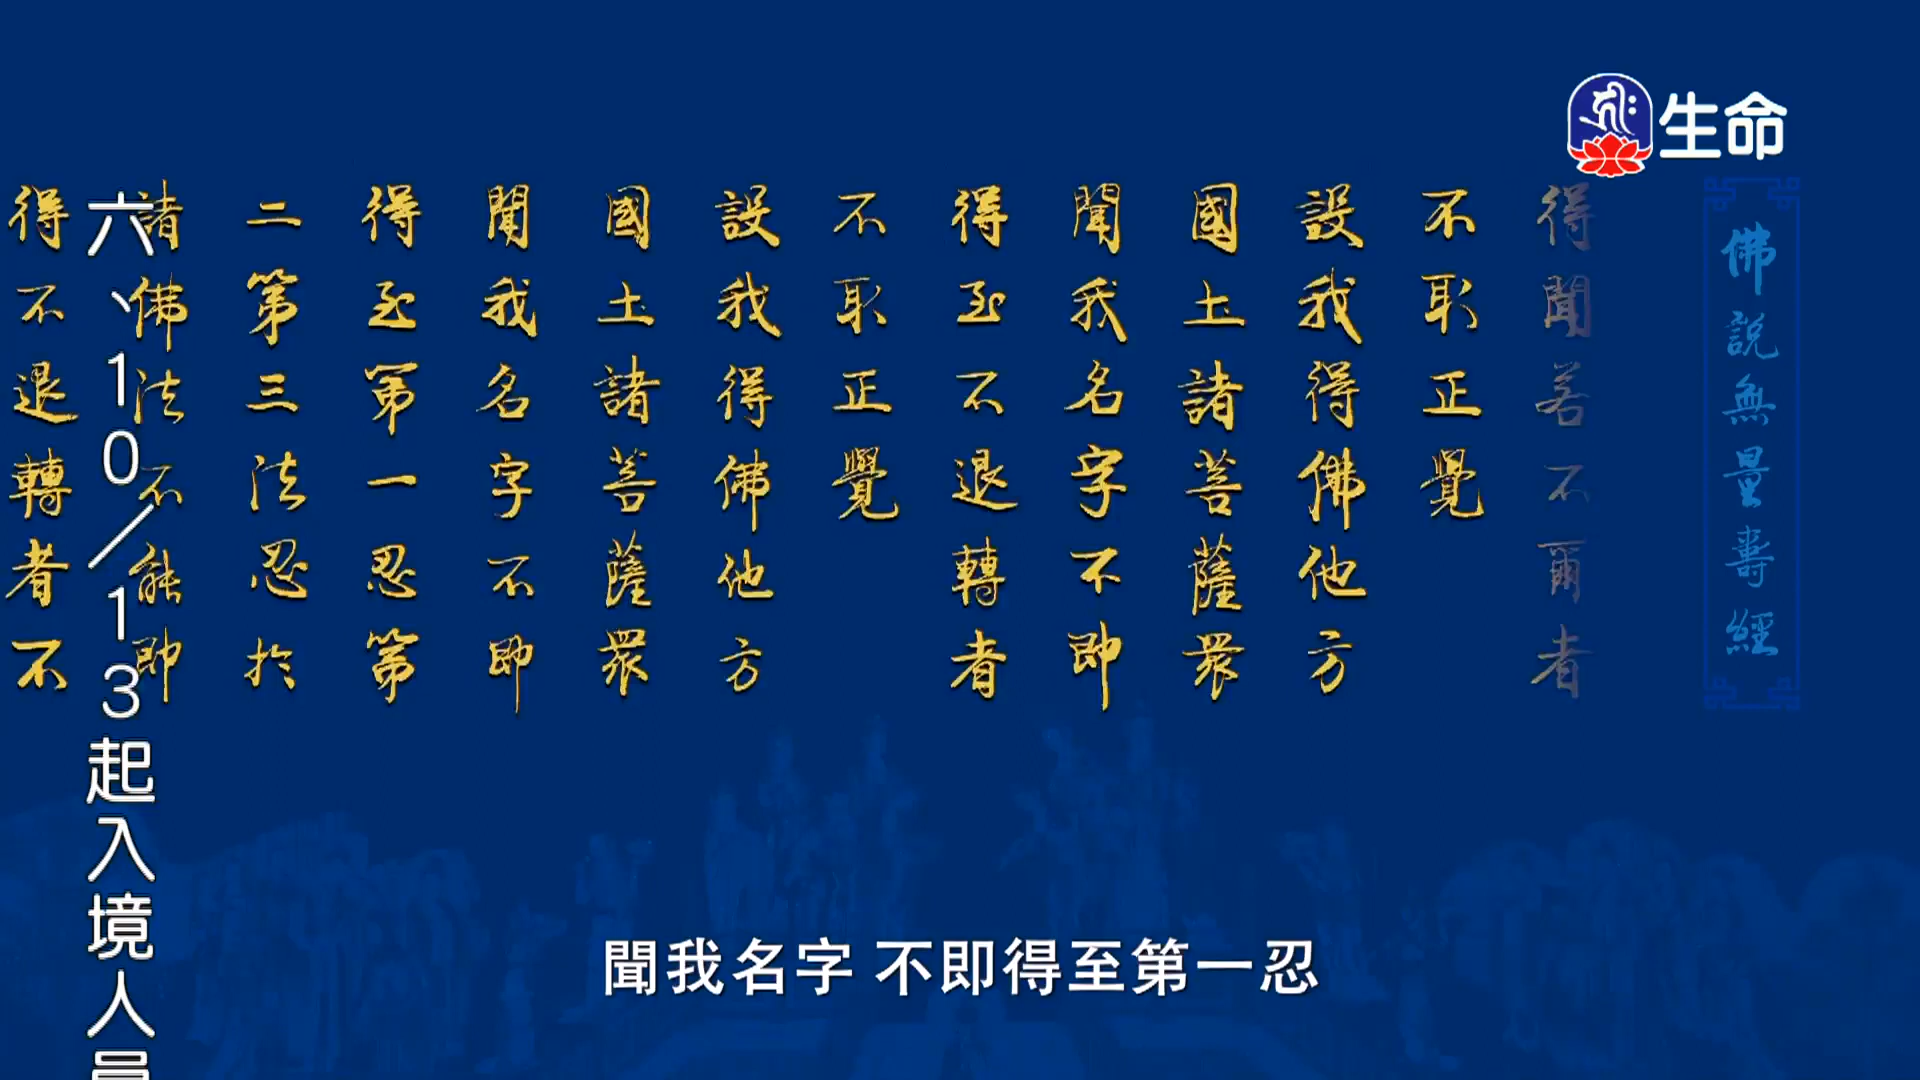 生命
佛說無量壽經
得聞若不爾者
不取正覺
設我得佛他方
國土諸菩薩眾
聞我名字不即
得至不退轉者
不取正覺
設我得佛他方
國土諸菩薩眾
聞我名字不即
得至第一忍第
二第三法忍於
諸佛法不能即
得不退轉者不
六、10/13起入境人員
聞我名字 不即得至第一忍